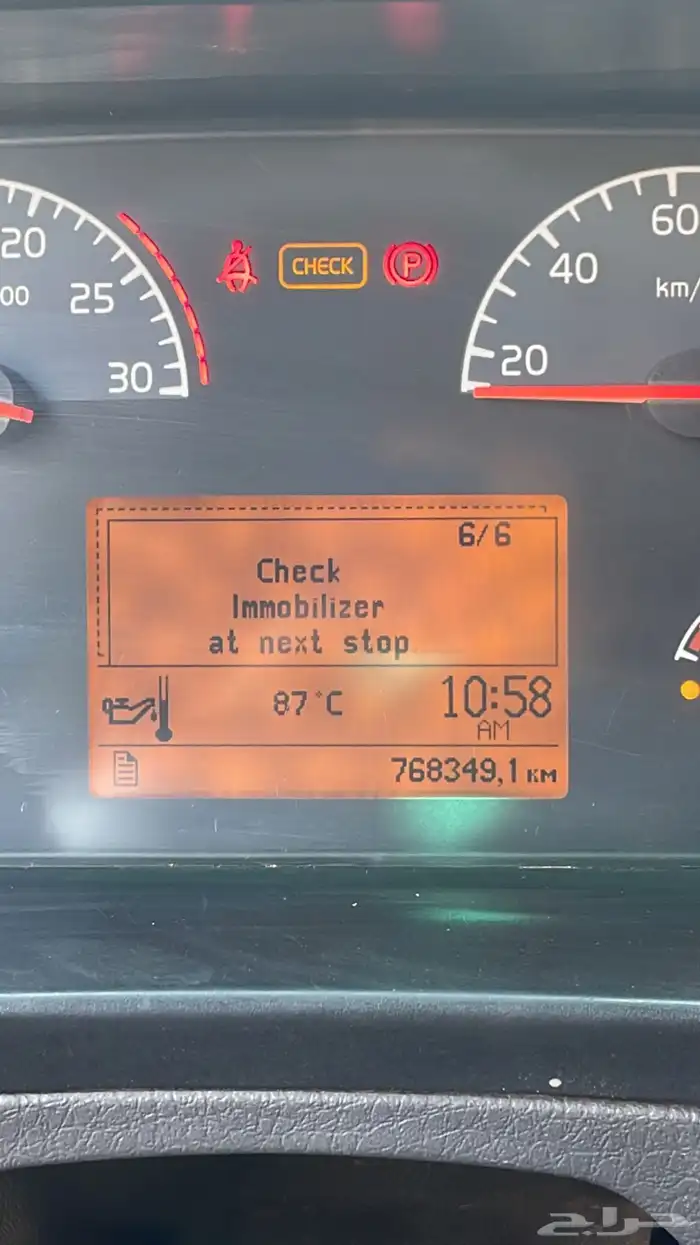 20
25
30
00
CHECK
P
20
40
60
km/
6/6
Check
Immobilizer
at next stop
87°C
10:58
AM
768349,1 KM
حراج